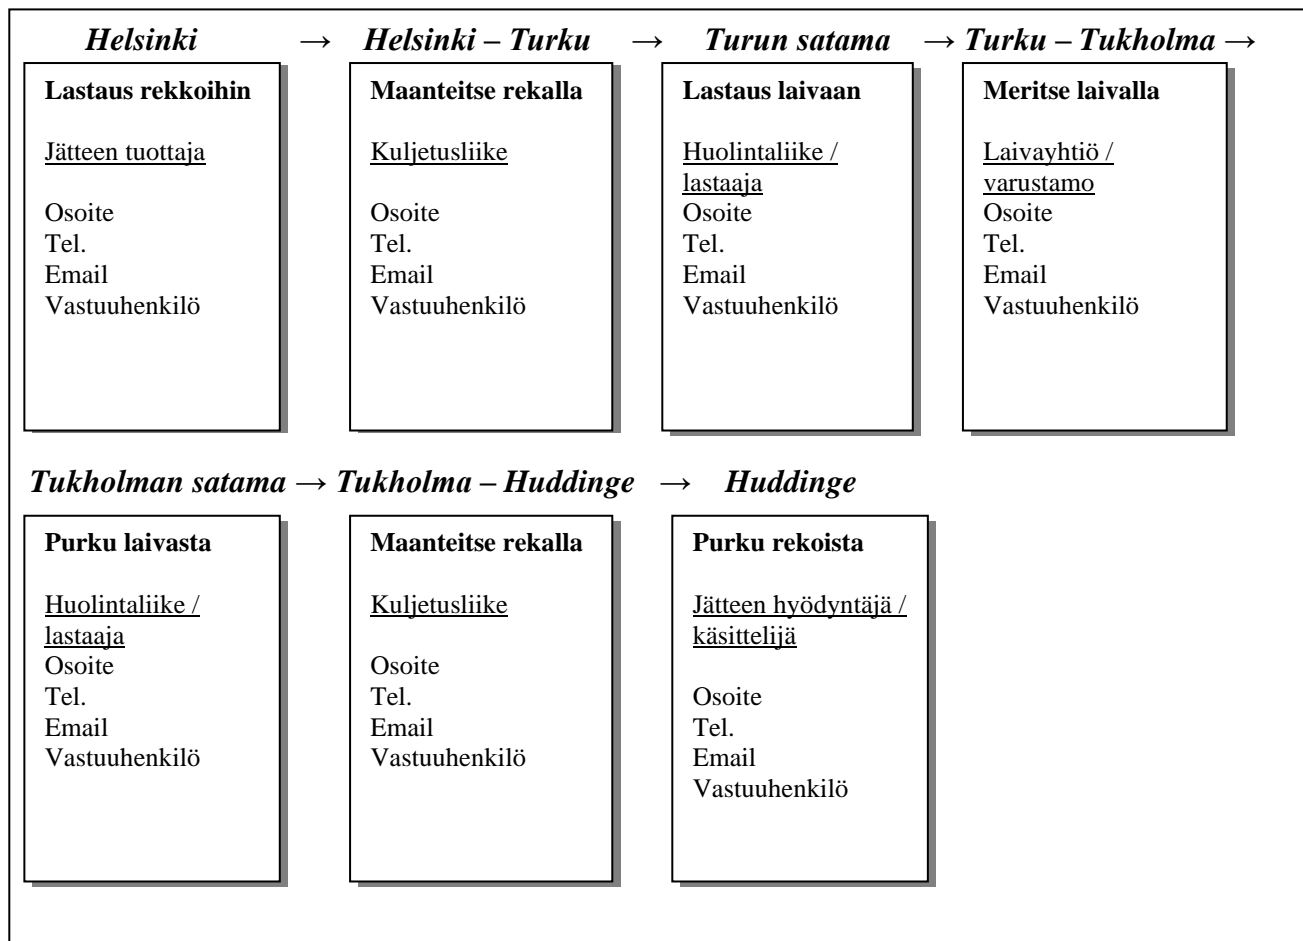 Helsinki → Helsinki – Turku → Turun satama → Turku – Tukholma →
Lastaus rekkoihin
Jätteen tuottaja
Osoite
Tel.
Email
Vastuuhenkilö
Maanteitse rekalla
Kuljetusliike
Osoite
Tel.
Email
Vastuuhenkilö
Lastaus laivaan
Huolintaliike /
lastaaja
Osoite
Tel.
Email
Vastuuhenkilö
Meritse laivalla
Laivayhtiö /
varustamo
Osoite
Tel.
Email
Vastuuhenkilö
Tukholman satama → Tukholma – Huddinge → Huddinge
Purku laivasta
Huolintaliike /
lastaaja
Osoite
Tel.
Email
Vastuuhenkilö
Maanteitse rekalla
Kuljetusliike
Osoite
Tel.
Email
Vastuuhenkilö
Purku rekoista
Jätteen hyödyntäjä /
käsittelijä
Osoite
Tel.
Email
Vastuuhenkilö